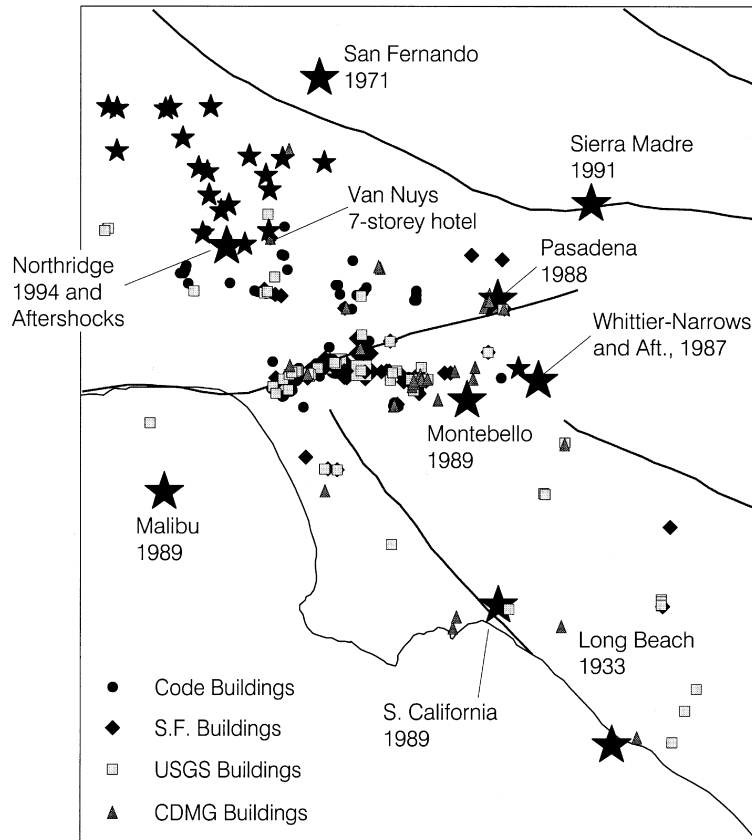 San Fernando
1971
Sierra Madre
1991
Van Nuys
7-storey hotel
Pasadena
1988
Northridge
1994 and
Aftershocks
Whittier-Narrows
and Aft., 1987
Montebello
1989
Malibu
1989
Long Beach
1933
S. California
1989
Code Buildings
S.F. Buildings
USGS Buildings
CDMG Buildings